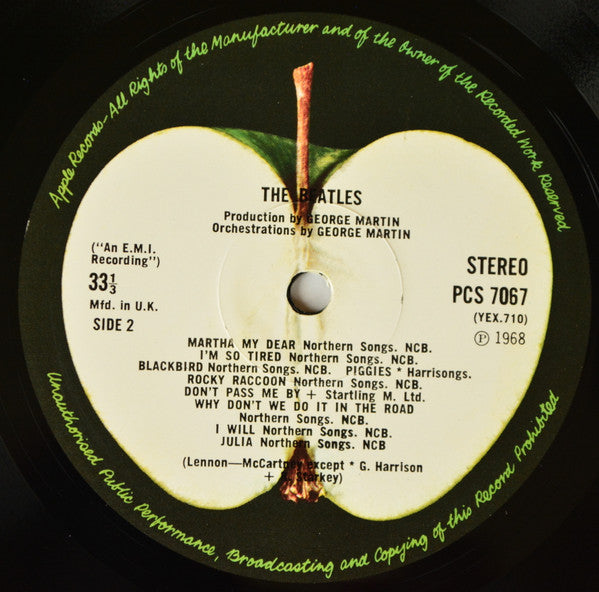 Apple Records-All Rights of the Manufacturer and of the Owner of the Recorded Work Reserved
THE BEATLES
Production by GEORGE MARTIN
Orchestrations by GEORGE MARTIN
("An E.M.I.
Recording")
33⅓
Mfd. in U.K.
SIDE 2
STEREO
PCS 7067
(YEX.710)
Ⓟ 1968
MARTHA MY DEAR Northern Songs. NCB.
I'M SO TIRED Northern Songs. NCB.
BLACKBIRD Northern Songs. NCB. PIGGIES * Harrisongs.
ROCKY RACCOON Northern Songs. NCB.
DON'T PASS ME BY + Startling M. Ltd.
WHY DON'T WE DO IT IN THE ROAD
Northern Songs. NCB.
I WILL Northern Songs. NCB.
JULIA Northern Songs. NCB
(Lennon—McCartney except * G. Harrison
+ R. Starkey)
Unauthorised Public Performance, Broadcasting and Copying of this Record Prohibited